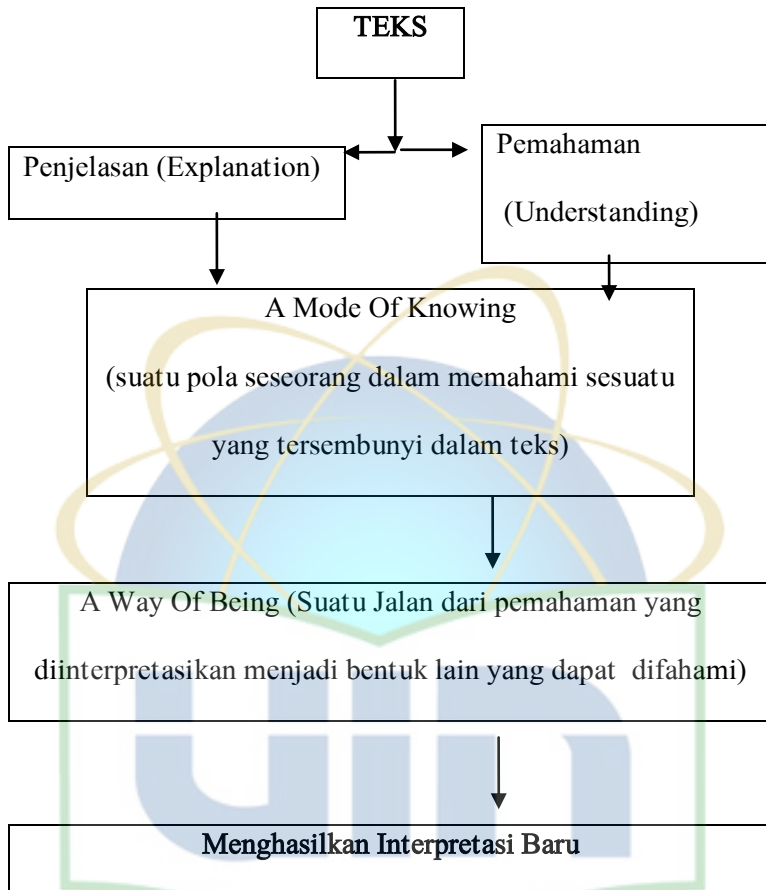 TEKS
Penjelasan (Explanation)
Pemahaman
(Understanding)
A Mode Of Knowing
(suatu pola seseorang dalam memahami sesuatu
yang tersembunyi dalam teks)
A Way Of Being (Suatu Jalan dari pemahaman yang
diinterpretasikan menjadi bentuk lain yang dapat difahami)
Menghasilkan Interpretasi Baru
uin